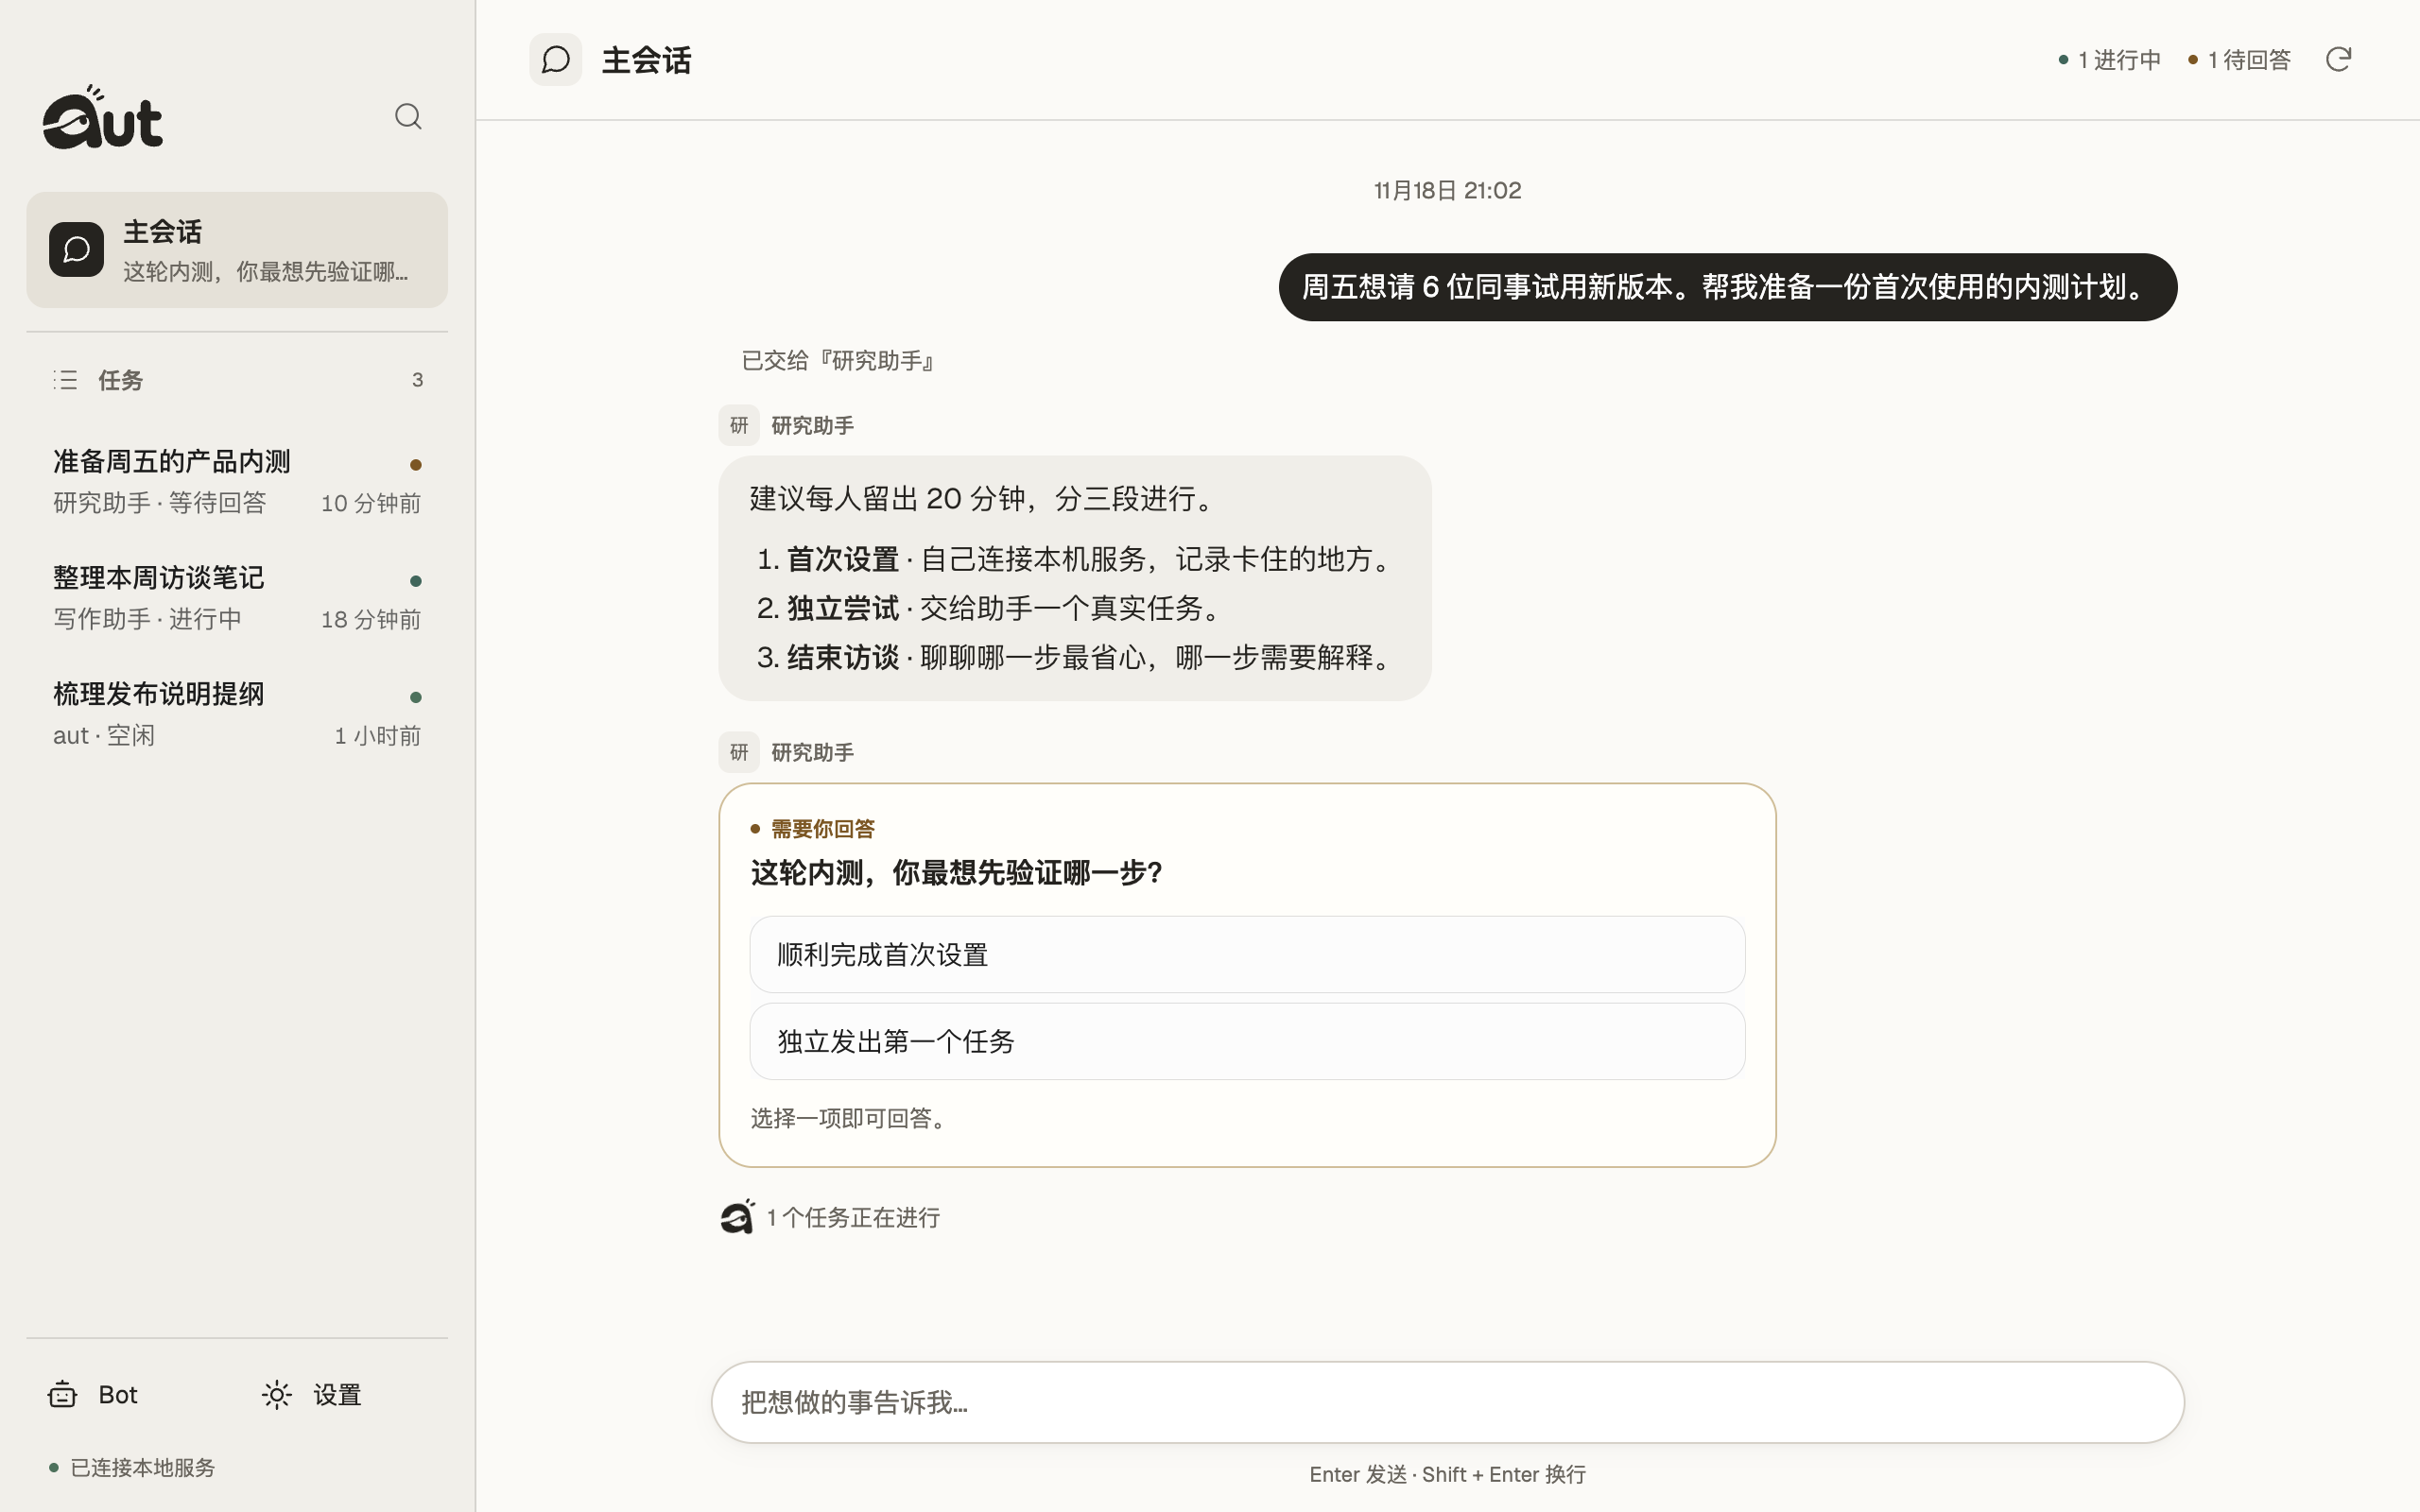 aut
主会话
这轮内测，你最想先验证哪...
任务
3
准备周五的产品内测
研究助手 · 等待回答
10 分钟前
整理本周访谈笔记
写作助手 · 进行中
18 分钟前
梳理发布说明提纲
aut · 空闲
1 小时前
Bot
设置
已连接本地服务
主会话
1 进行中
1 待回答
11月18日 21:02
周五想请 6 位同事试用新版本。帮我准备一份首次使用的内测计划。
已交给『研究助手』
研 研究助手
建议每人留出 20 分钟，分三段进行。
1. 首次设置 · 自己连接本机服务，记录卡住的地方。
2. 独立尝试 · 交给助手一个真实任务。
3. 结束访谈 · 聊聊哪一步最省心，哪一步需要解释。
研 研究助手
需要你回答
这轮内测，你最想先验证哪一步？
顺利完成首次设置
独立发出第一个任务
选择一项即可回答。
a 1 个任务正在进行
把想做的事告诉我...
Enter 发送 · Shift + Enter 换行